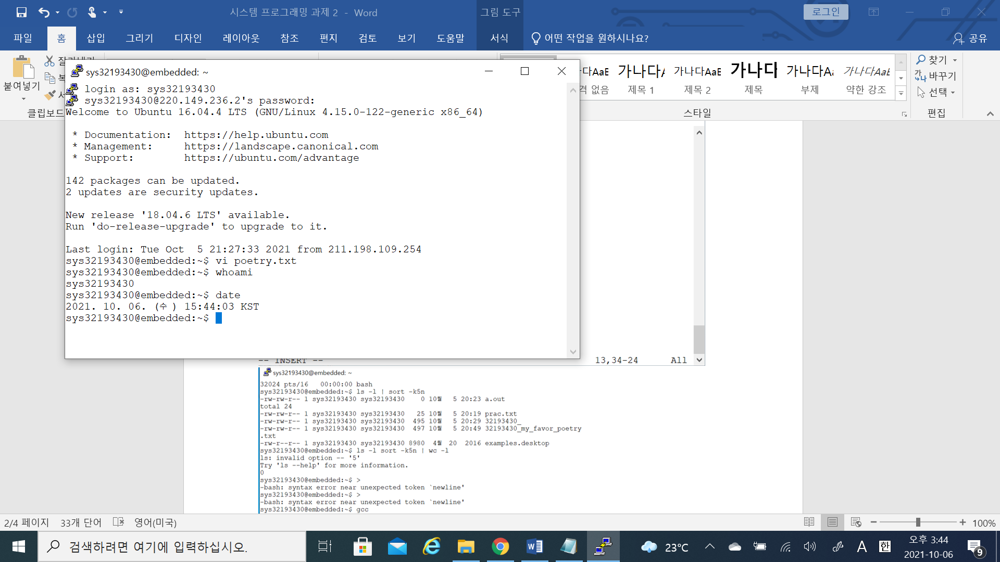 시스템 프로그래밍 과제 2 - Word
그림 도구
로그인
파일
홈
삽입
그리기
디자인
레이아웃
참조
편지
검토
보기
도움말
서식
어떤 작업을 원하시나요?
공유
붙여넣기
클립보드
가나다AaE
가나다
가나다AaE
제목 1
제목 2
제목
부제
약한 강조
없음
스타일
찾기
바꾸기
선택
편집
sys32193430@embedded: ~
login as: sys32193430
sys32193430@220.149.236.2's password:
Welcome to Ubuntu 16.04.4 LTS (GNU/Linux 4.15.0-122-generic x86_64)
* Documentation:  https://help.ubuntu.com
* Management:     https://landscape.canonical.com
* Support:        https://ubuntu.com/advantage
142 packages can be updated.
2 updates are security updates.
New release '18.04.6 LTS' available.
Run 'do-release-upgrade' to upgrade to it.
Last login: Tue Oct  5 21:27:33 2021 from 211.198.109.254
sys32193430@embedded:~$ vi poetry.txt
sys32193430@embedded:~$ whoami
sys32193430
sys32193430@embedded:~$ date
2021. 10. 06. (수 ) 15:44:03 KST
sys32193430@embedded:~$
-- INSERT --    13,34-24    All
sys32193430@embedded: ~
32024 pts/16   00:00:00 bash
sys32193430@embedded:~$ ls -l | sort -k5n
-rw-rw-r-- 1 sys32193430 sys32193430    0 10월   5 20:23 a.out
total 24
-rw-rw-r-- 1 sys32193430 sys32193430   25 10월   5 20:19 prac.txt
-rw-rw-r-- 1 sys32193430 sys32193430  495 10월   5 20:29 32193430_
-rw-rw-r-- 1 sys32193430 sys32193430  497 10월   5 20:49 32193430_my_favor_poetry
.txt
-rw-r--r-- 1 sys32193430 sys32193430 8980  4월  20  2016 examples.desktop
sys32193430@embedded:~$ ls -l sort -k5n | wc -l
ls: invalid option -- '5'
Try 'ls --help' for more information.
0
sys32193430@embedded:~$ >
-bash: syntax error near unexpected token `newline'
sys32193430@embedded:~$ >
-bash: syntax error near unexpected token `newline'
sys32193430@embedded:~$ gcc
2/4 페이지
33개 단어
영어(미국)
100%
검색하려면 여기에 입력하십시오.
23°C
A
한
오후 3:44
2021-10-06
9